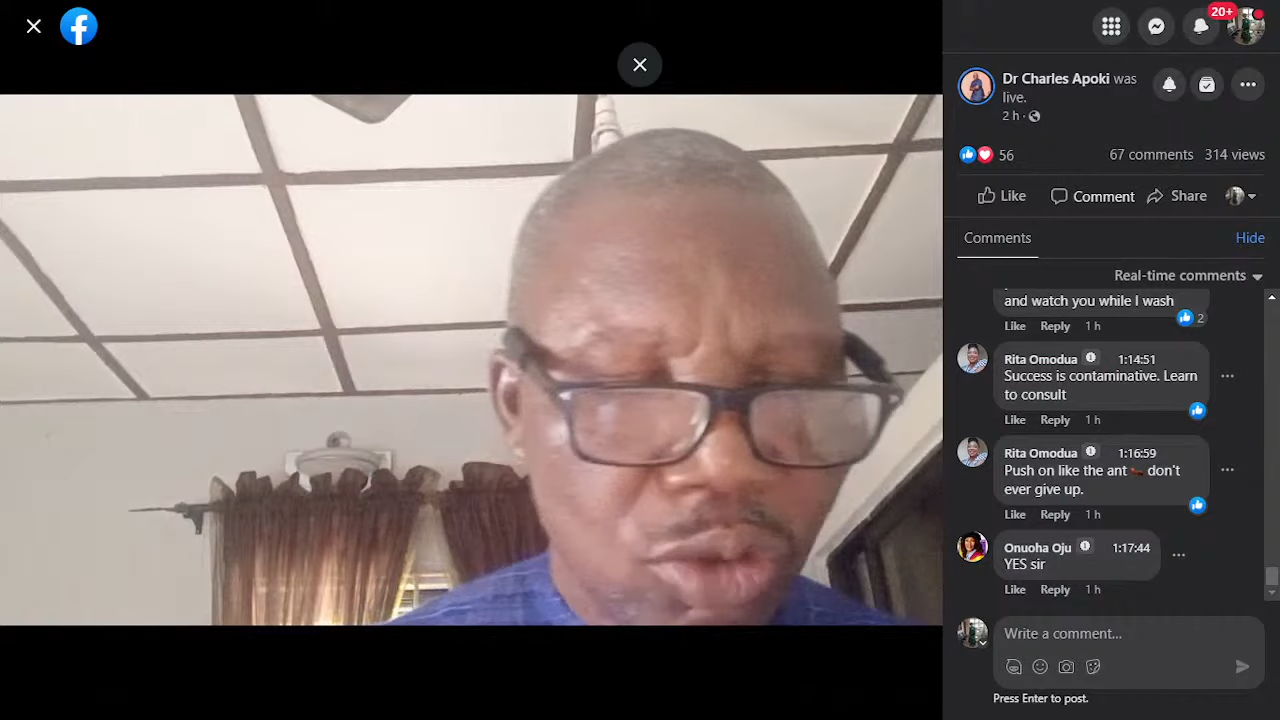 20+
Dr Charles Apoki was
live.
2 h ·
56
67 comments
314 views
Like
Comment
Share
Comments
Hide
Real-time comments
and watch you while I wash
2
Like Reply 1 h
Rita Omodua 1:14:51
Success is contaminative. Learn
to consult
Like Reply 1 h
Rita Omodua 1:16:59
Push on like the ant 🐜 don't
ever give up.
Like Reply 1 h
Onuoha Oju 1:17:44
YES sir
Like Reply 1 h
Write a comment...
Press Enter to post.